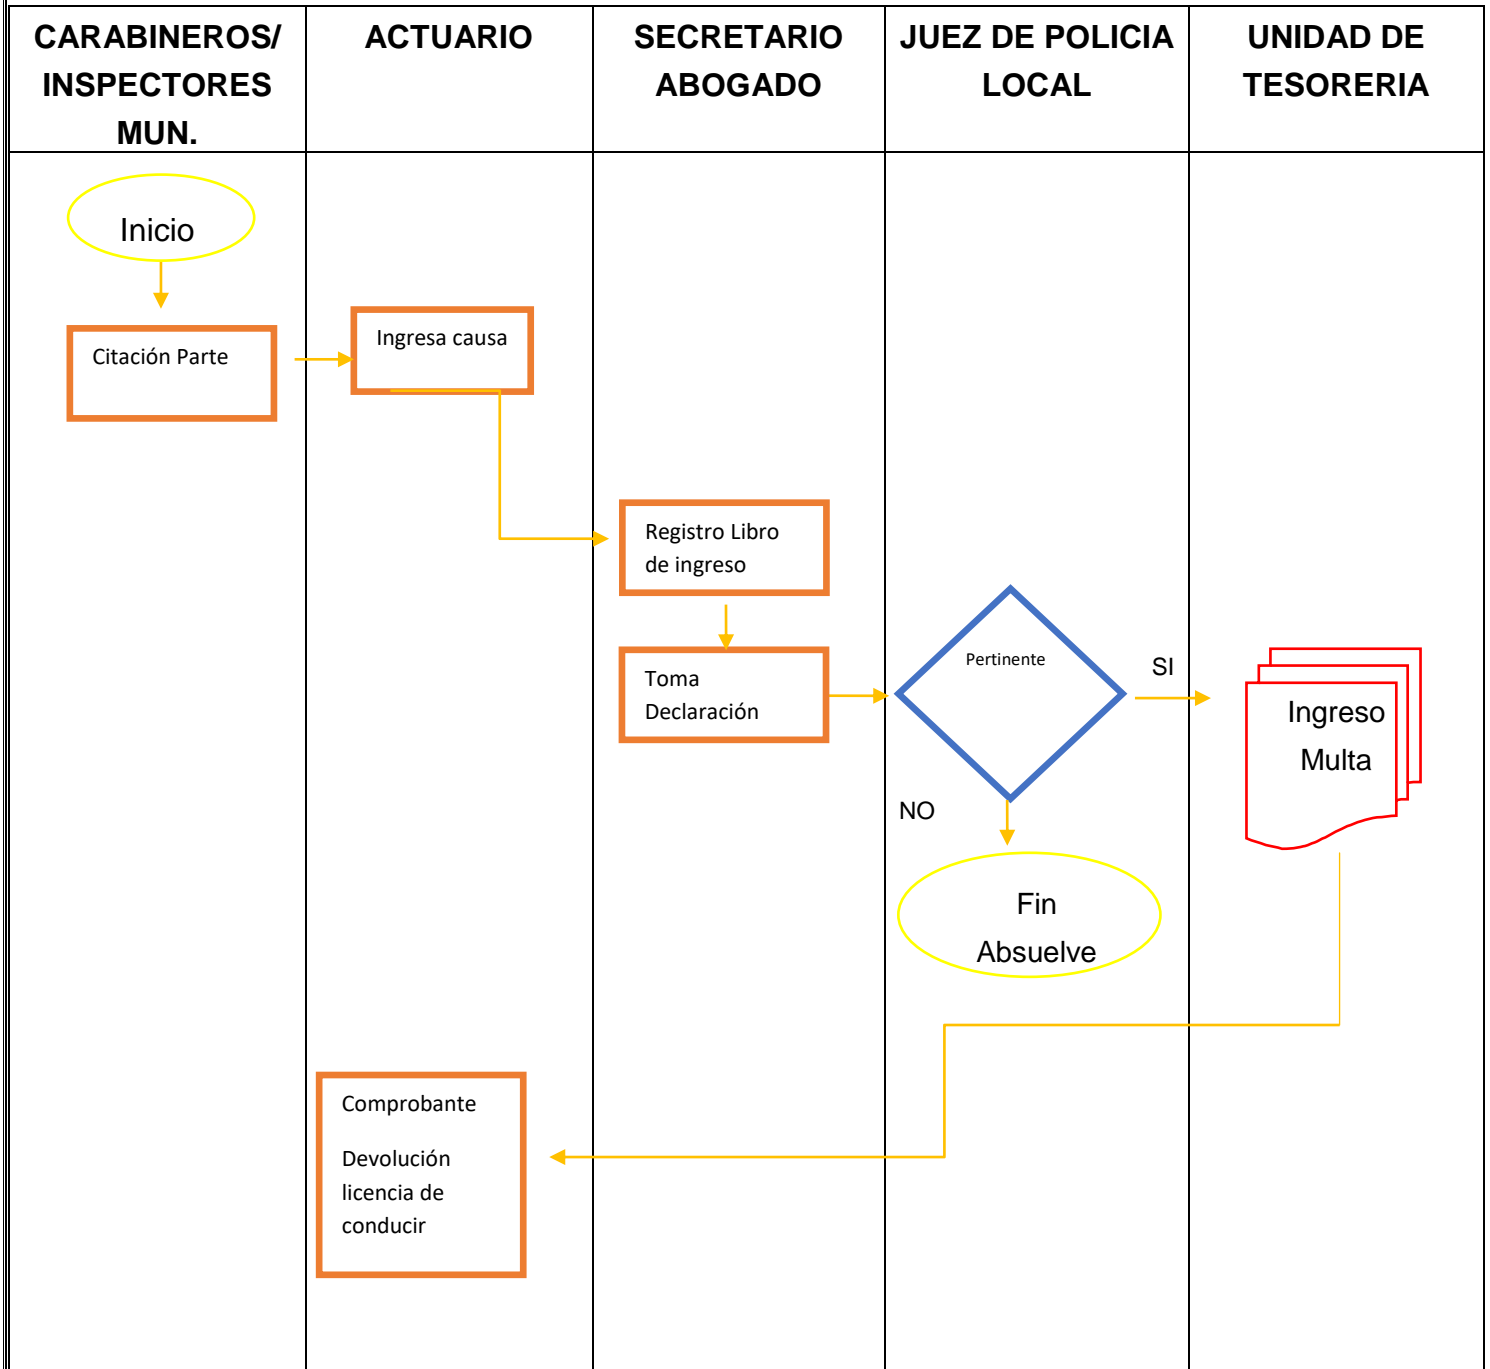 CARABINEROS/
INSPECTORES
MUN.
ACTUARIO
SECRETARIO
ABOGADO
JUEZ DE POLICIA
LOCAL
UNIDAD DE
TESORERIA
Inicio
Citación Parte
Ingresa causa
Registro Libro
de ingreso
Toma
Declaración
Pertinente
SI
Ingreso
Multa
NO
Fin
Absuelve
Comprobante
Devolución
licencia de
conducir